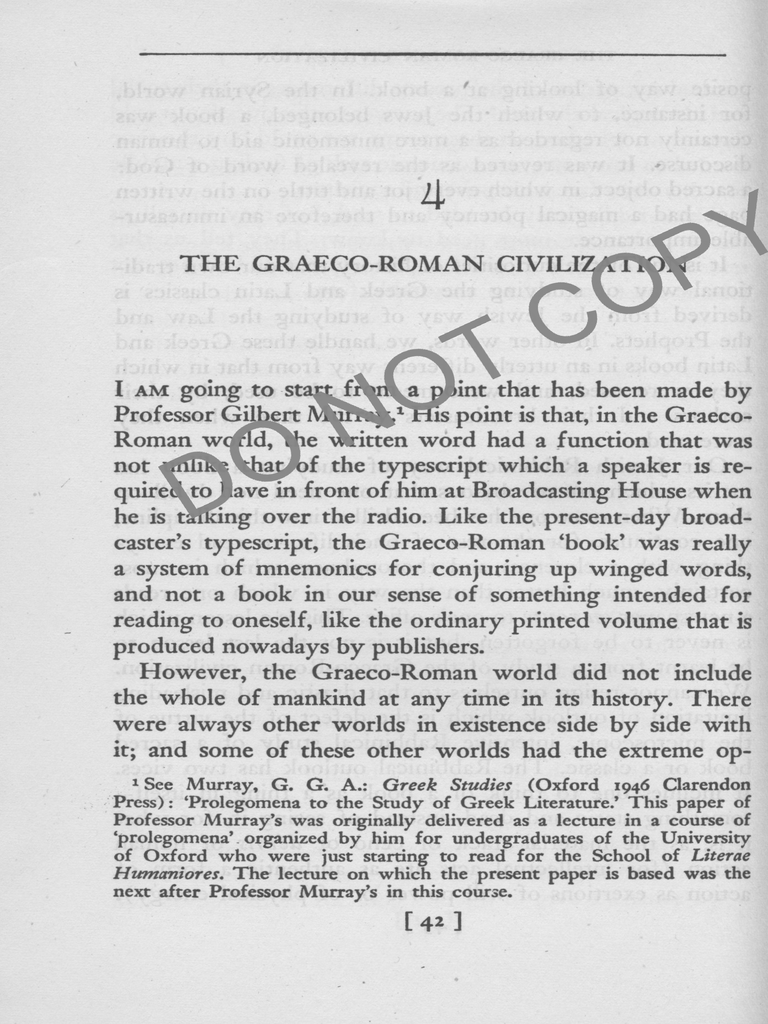 4
THE GRAECO-ROMAN CIVILIZATION
DO NOT COPY
I AM going to start from a point that has been made by
Professor Gilbert Murray.¹ His point is that, in the Graeco-
Roman world, the written word had a function that was
not unlike that of the typescript which a speaker is re-
quired to have in front of him at Broadcasting House when
he is talking over the radio. Like the present-day broad-
caster's typescript, the Graeco-Roman ‘book’ was really
a system of mnemonics for conjuring up winged words,
and not a book in our sense of something intended for
reading to oneself, like the ordinary printed volume that is
produced nowadays by publishers.
However, the Graeco-Roman world did not include
the whole of mankind at any time in its history. There
were always other worlds in existence side by side with
it; and some of these other worlds had the extreme op-
¹ See Murray, G. G. A.: Greek Studies (Oxford 1946 Clarendon
Press): ‘Prolegomena to the Study of Greek Literature.’ This paper of
Professor Murray's was originally delivered as a lecture in a course of
‘prolegomena’ organized by him for undergraduates of the University
of Oxford who were just starting to read for the School of Literae
Humaniores. The lecture on which the present paper is based was the
next after Professor Murray's in this course.
[ 42 ]